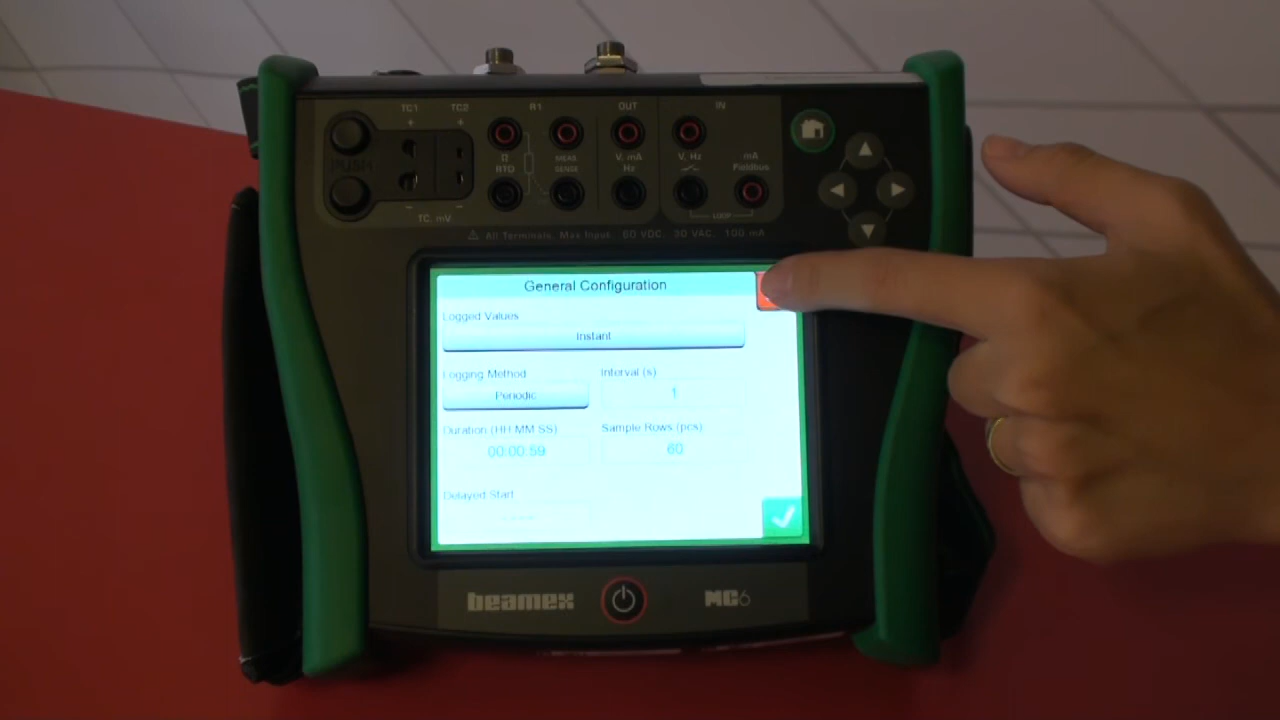 TC1 TC2 R1 OUT IN
+ + 
PUSH
Ω V, mA V, Hz mA
RTD MEAS. SENSE Hz Fieldbus
- -
TC, mV LOOP
⚠ All Terminals, Max Input: 60 VDC, 30 VAC, 100 mA
General Configuration
Logged Values
Instant
Logging Method Interval (s)
Periodic 1
Duration (HH:MM:SS) Sample Rows (pcs)
00:00:59 60
Delayed Start
beamex MC6